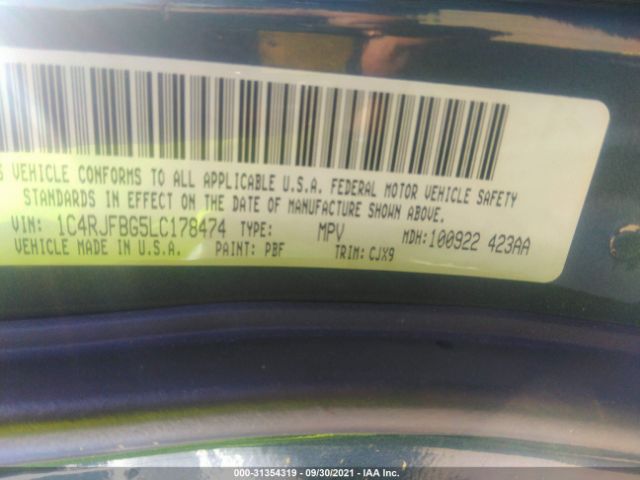 VEHICLE CONFORMS TO ALL APPLICABLE U.S.A. FEDERAL MOTOR VEHICLE SAFETY
STANDARDS IN EFFECT ON THE DATE OF MANUFACTURE SHOWN ABOVE.
VIN: 1C4RJFBG5LC178474 TYPE: MPV MDH:100922 423AA
VEHICLE MADE IN U.S.A. PAINT: PBF TRIM: CJX9
000-31354319 - 09/30/2021 - IAA Inc.